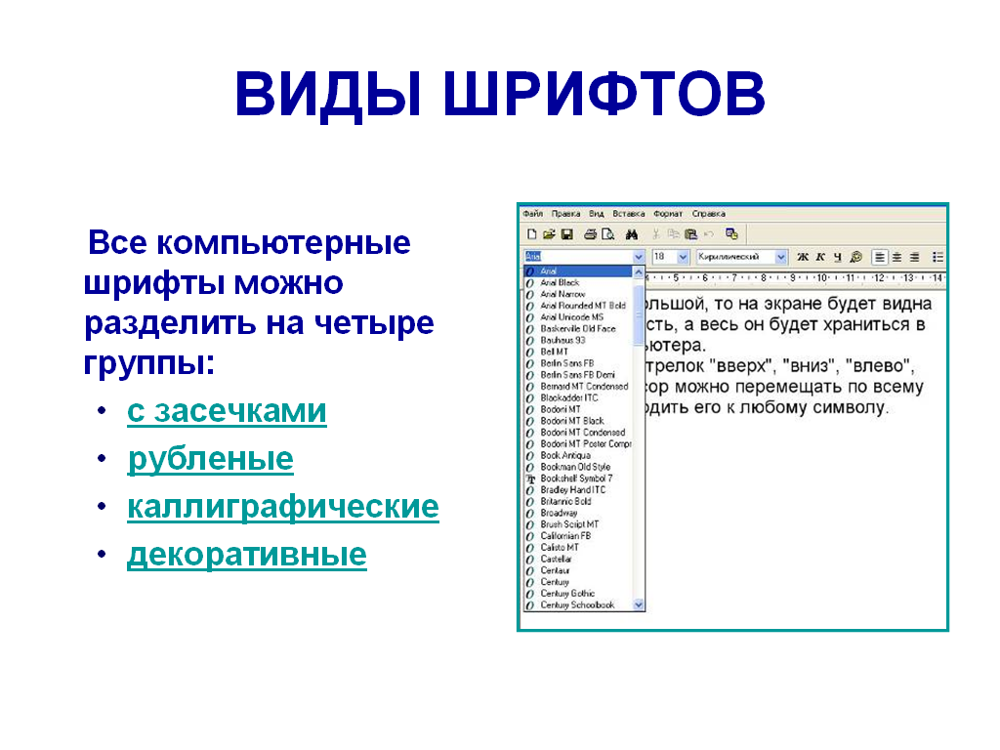 ВИДЫ ШРИФТОВ
Все компьютерные
шрифты можно
разделить на четыре
группы:
• с засечками
• рубленые
• каллиграфические
• декоративные
Файл Правка Вид Вставка Формат Справка
Arial 18 Кириллический Ж К Ч
4 5 6 7 8 9 10 11 12 13 14
Arial
Arial Black
Arial Narrow
Arial Rounded MT Bold
Arial Unicode MS
Baskerville Old Face
Bauhaus 93
Bell MT
Berlin Sans FB
Berlin Sans FB Demi
Bernard MT Condensed
Blackadder ITC
Bodoni MT
Bodoni MT Black
Bodoni MT Condensed
Bodoni MT Poster Compr
Book Antiqua
Bookman Old Style
Bookshelf Symbol 7
Bradley Hand ITC
Britannic Bold
Broadway
Brush Script MT
Californian FB
Calisto MT
Castellar
Centaur
Century
Century Gothic
Century Schoolbook
ольшой, то на экране будет видна
сть, а весь он будет храниться в
ьютера.
трелок "вверх", "вниз", "влево",
сор можно перемещать по всему
одить его к любому символу.